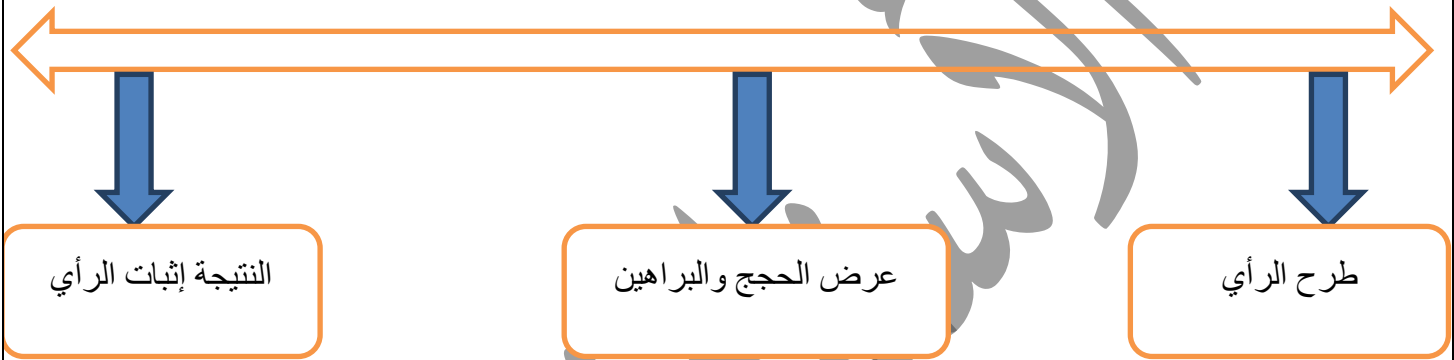 طرح الرأي
عرض الحجج والبراهين
النتيجة إثبات الرأي